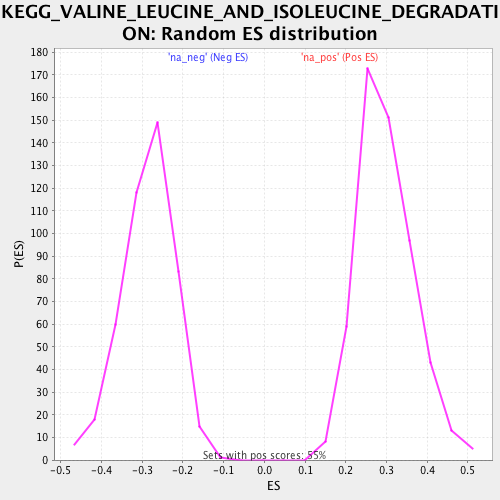 KEGG_VALINE_LEUCINE_AND_ISOLEUCINE_DEGRADATI
ON: Random ES distribution
'na_neg' (Neg ES) 'na_pos' (Pos ES)
180
170
160
150
140
130
120
110
100
90
80
70
60
50
40
30
20
10
0
P(ES)
Sets with pos scores: 55%
-0.5 -0.4 -0.3 -0.2 -0.1 0.0 0.1 0.2 0.3 0.4 0.5
ES